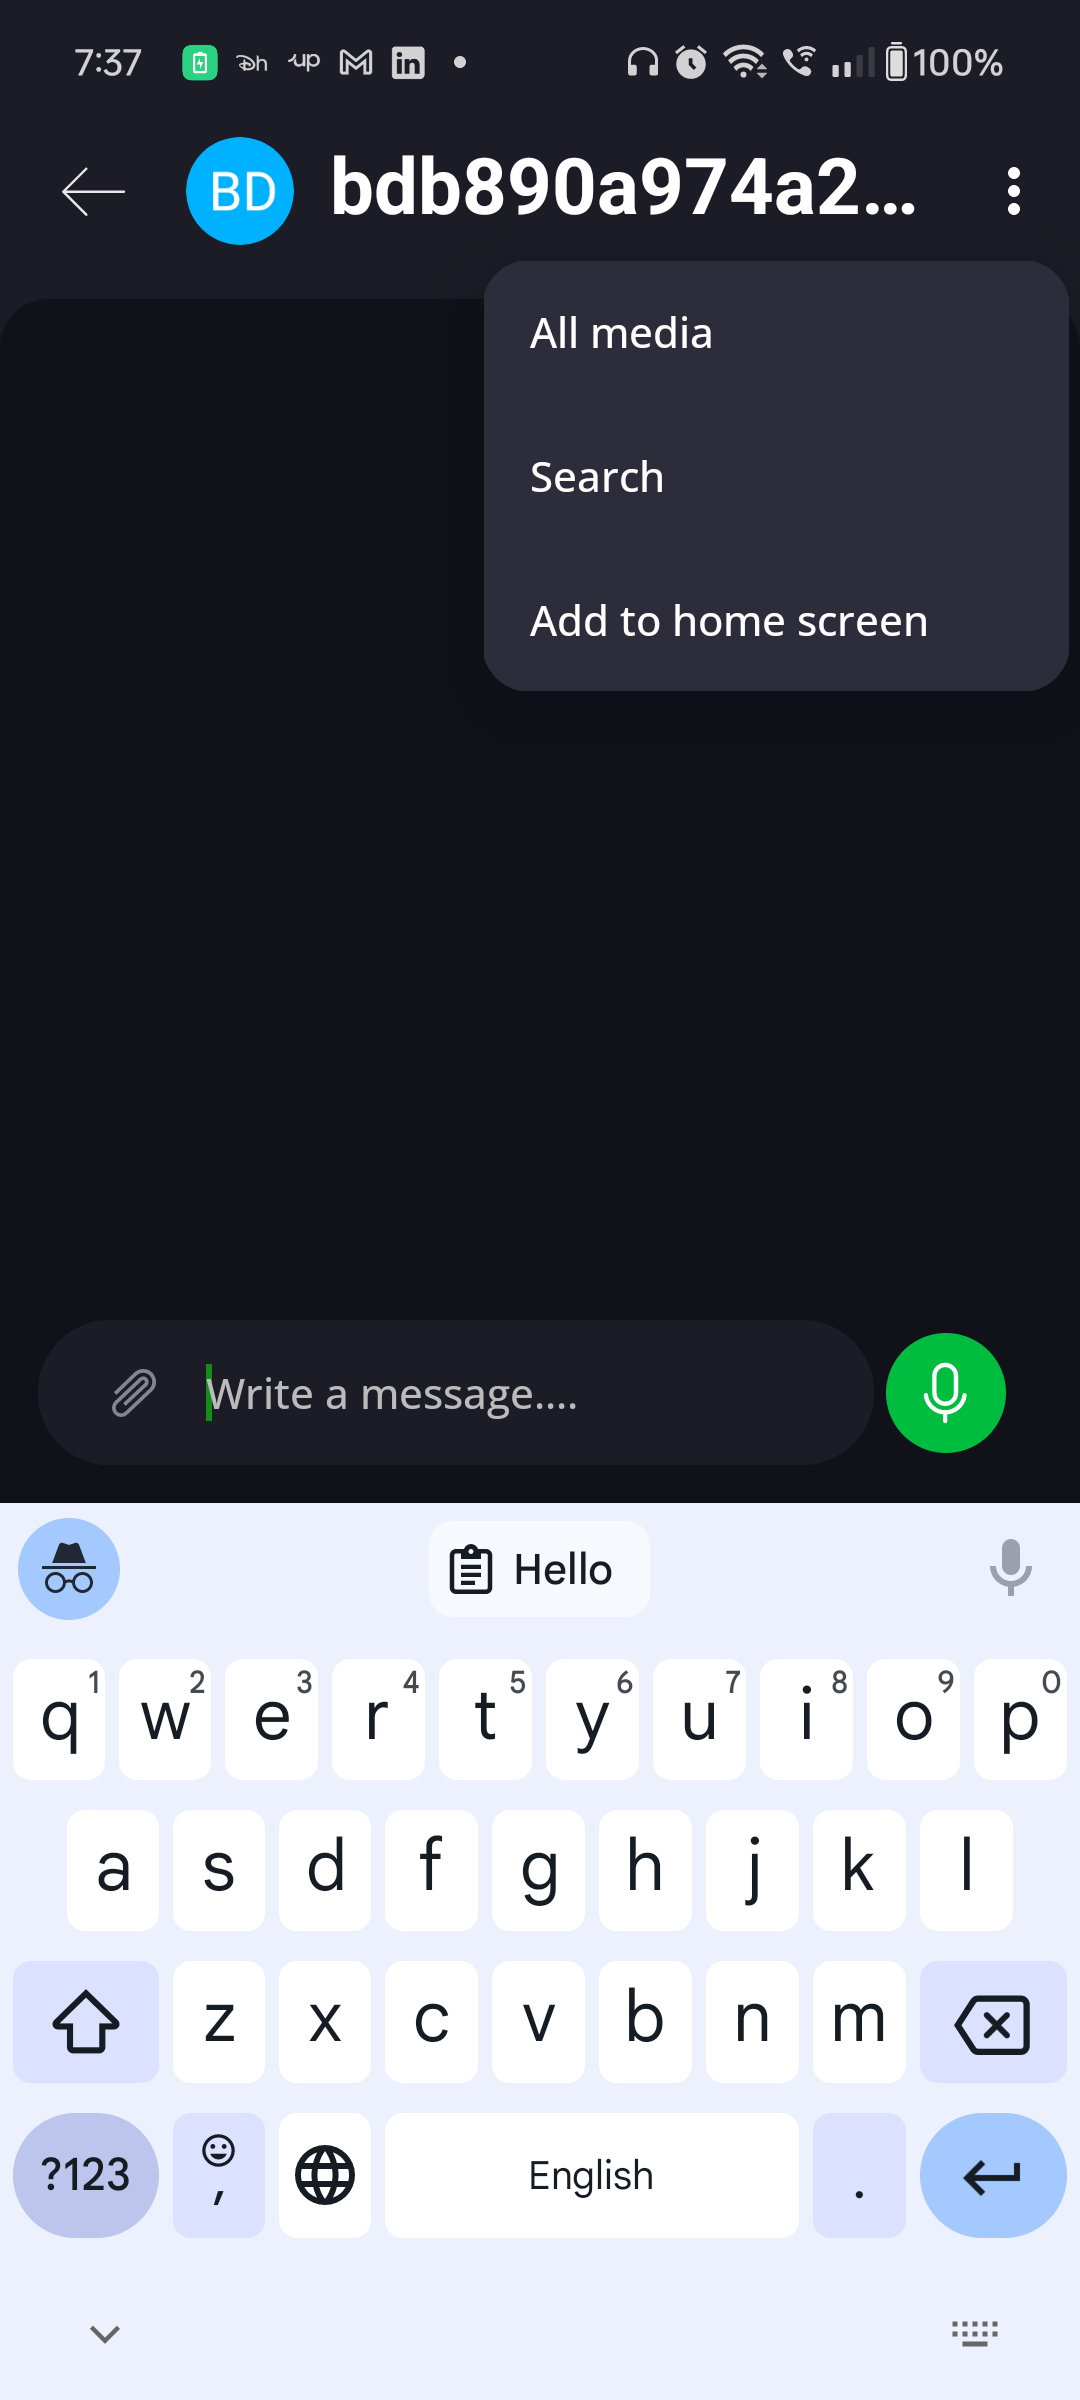 7:37
up
100%
BD
bdb890a974a2...
All media
Search
Add to home screen
Write a message....
Hello
1 2 3 4 5 6 7 8 9 0
q w e r t y u i o p
a s d f g h j k l
z x c v b n m
?123
,
English
.